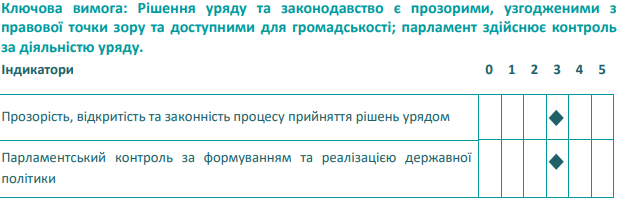 Ключова вимога: Рішення уряду та законодавство є прозорими, узгодженими з
правової точки зору та доступними для громадськості; парламент здійснює контроль
за діяльністю уряду.
Індикатори 0 1 2 3 4 5
Прозорість, відкритість та законність процесу прийняття рішень урядом
Парламентський контроль за формуванням та реалізацією державної
політики